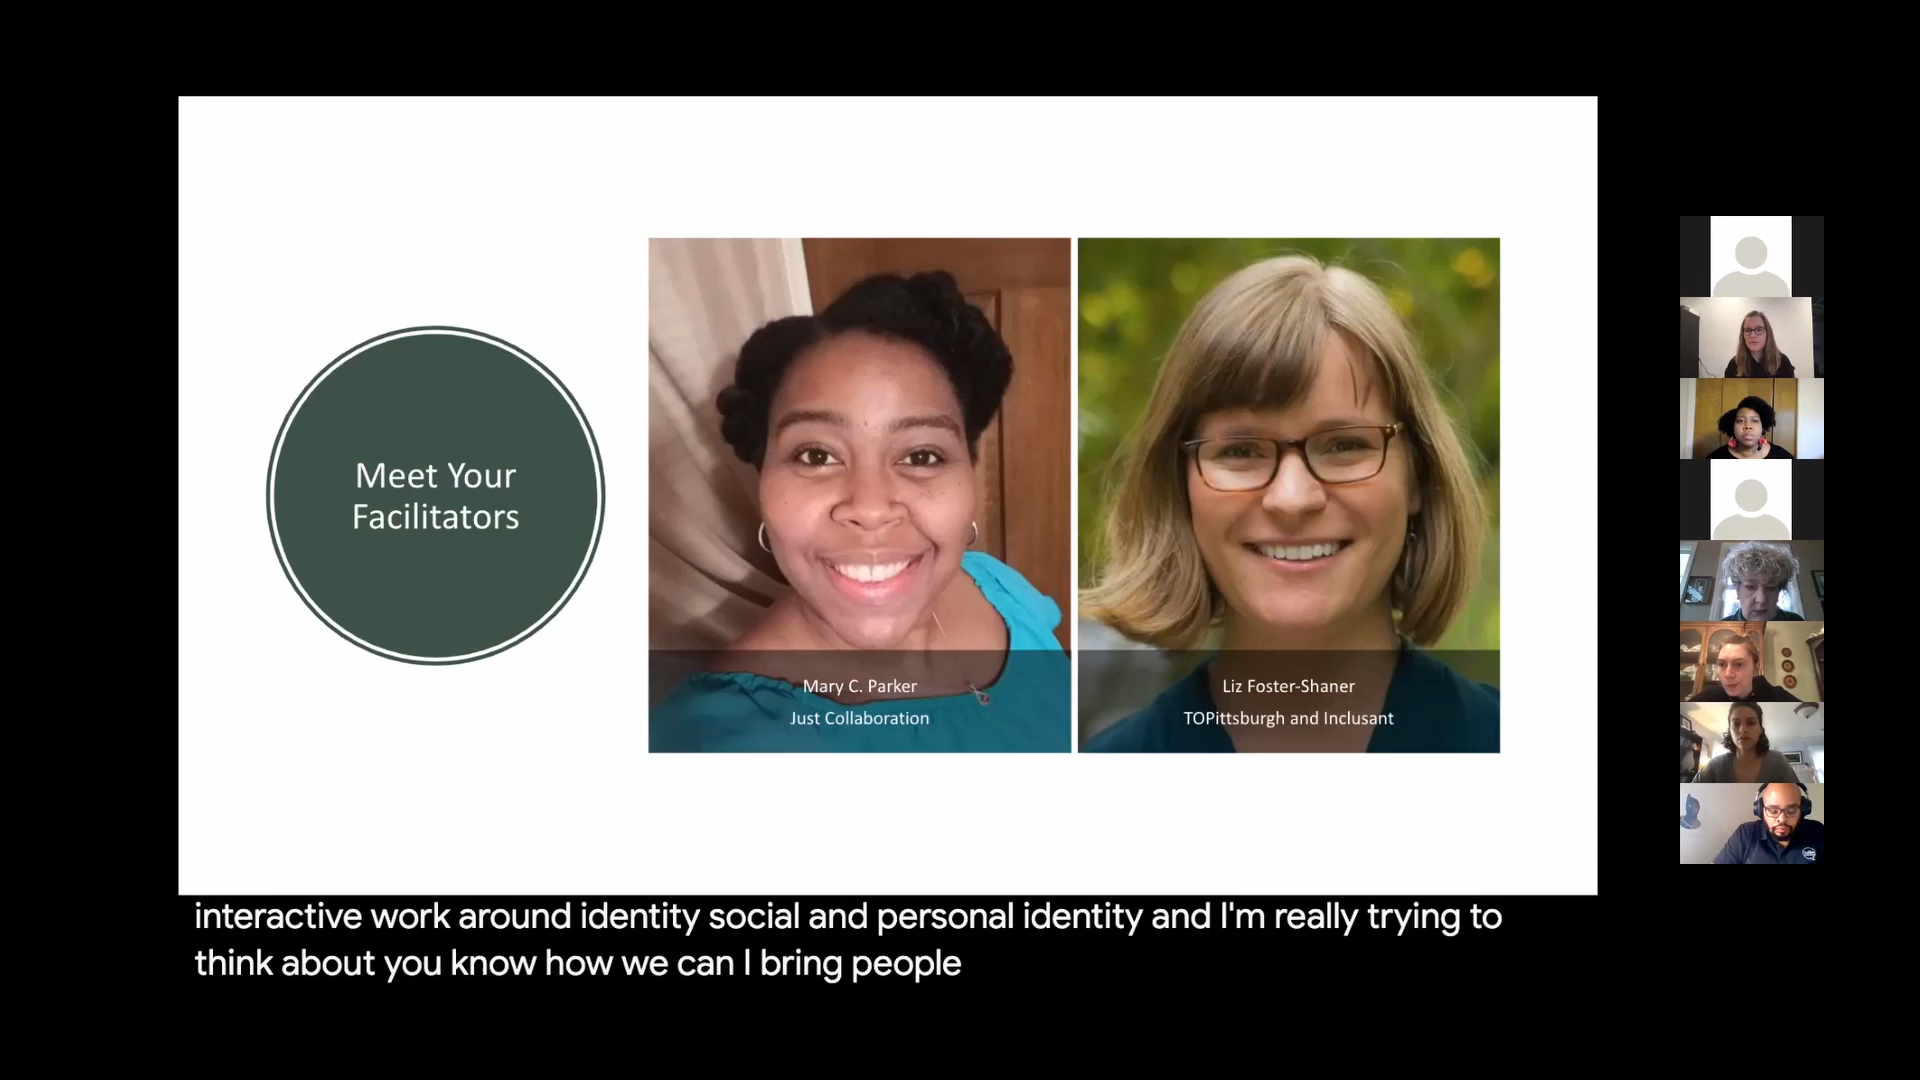 Meet Your
Facilitators
Mary C. Parker
Just Collaboration
Liz Foster-Shaner
TOPittsburgh and Inclusant
interactive work around identity social and personal identity and I'm really trying to
think about you know how we can I bring people